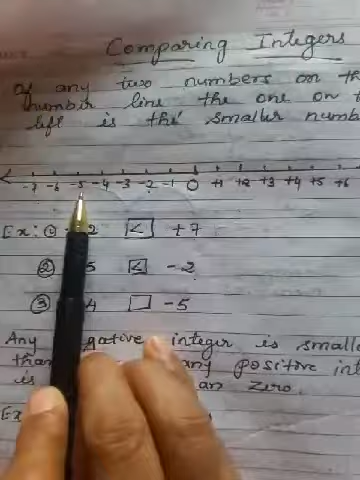 Comparing Integers
Of any two numbers on th
number line the one on t
left is the smaller numb
-7 -6 -5 -4 -3 -2 -1 0 +1 +2 +3 +4 +5 +6
Ex: ① 2 < +7
② 5 < -2
③ 4 -5
Any gative integer is smalle
than any positive int
is an zero.
Ex